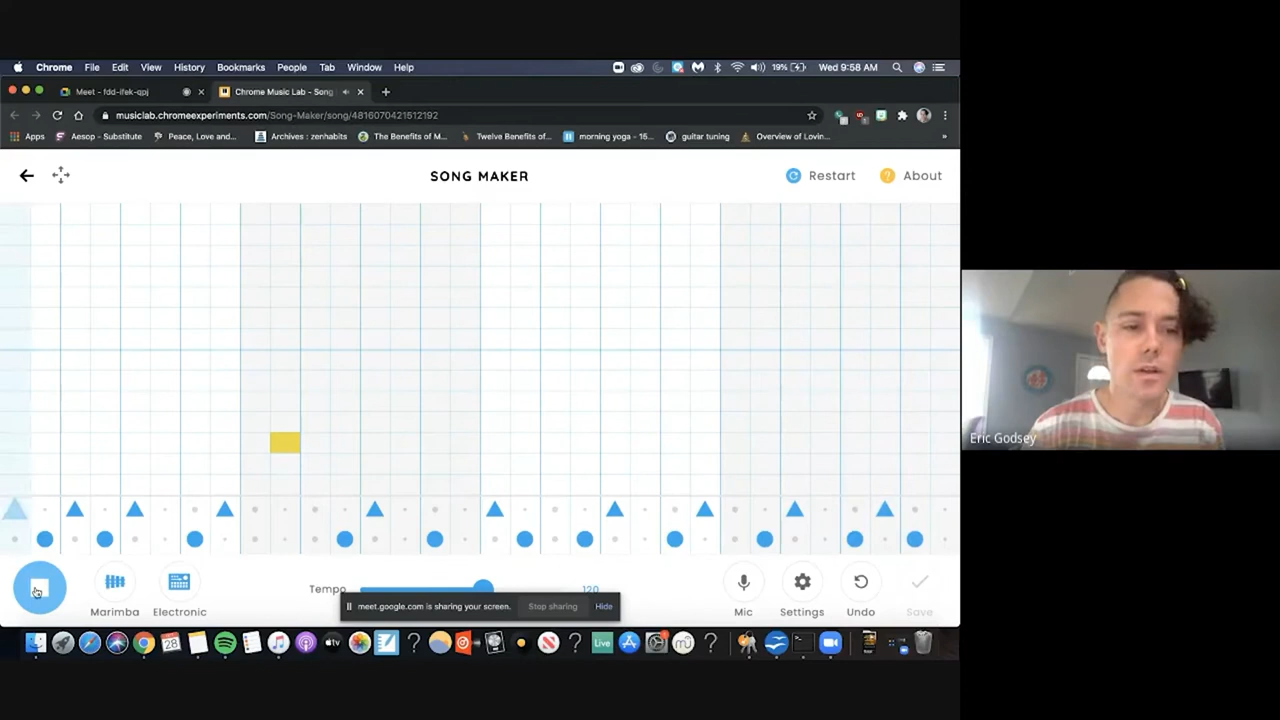 Chrome File Edit View History Bookmarks People Tab Window Help 19% Wed 9:58 AM
Meet - fdd-ifek-qpj Chrome Music Lab - Song
musiclab.chromeexperiments.com/Song-Maker/song/4816070421512192
Apps Aesop - Substitute Peace, Love and... Archives : zenhabits The Benefits of M... Twelve Benefits of... morning yoga - 15... guitar tuning Overview of Lovin...
SONG MAKER Restart About
Eric Godsey
Tempo 120
meet.google.com is sharing your screen. Stop sharing Hide
Marimba Electronic Mic Settings Undo Save
28 Live